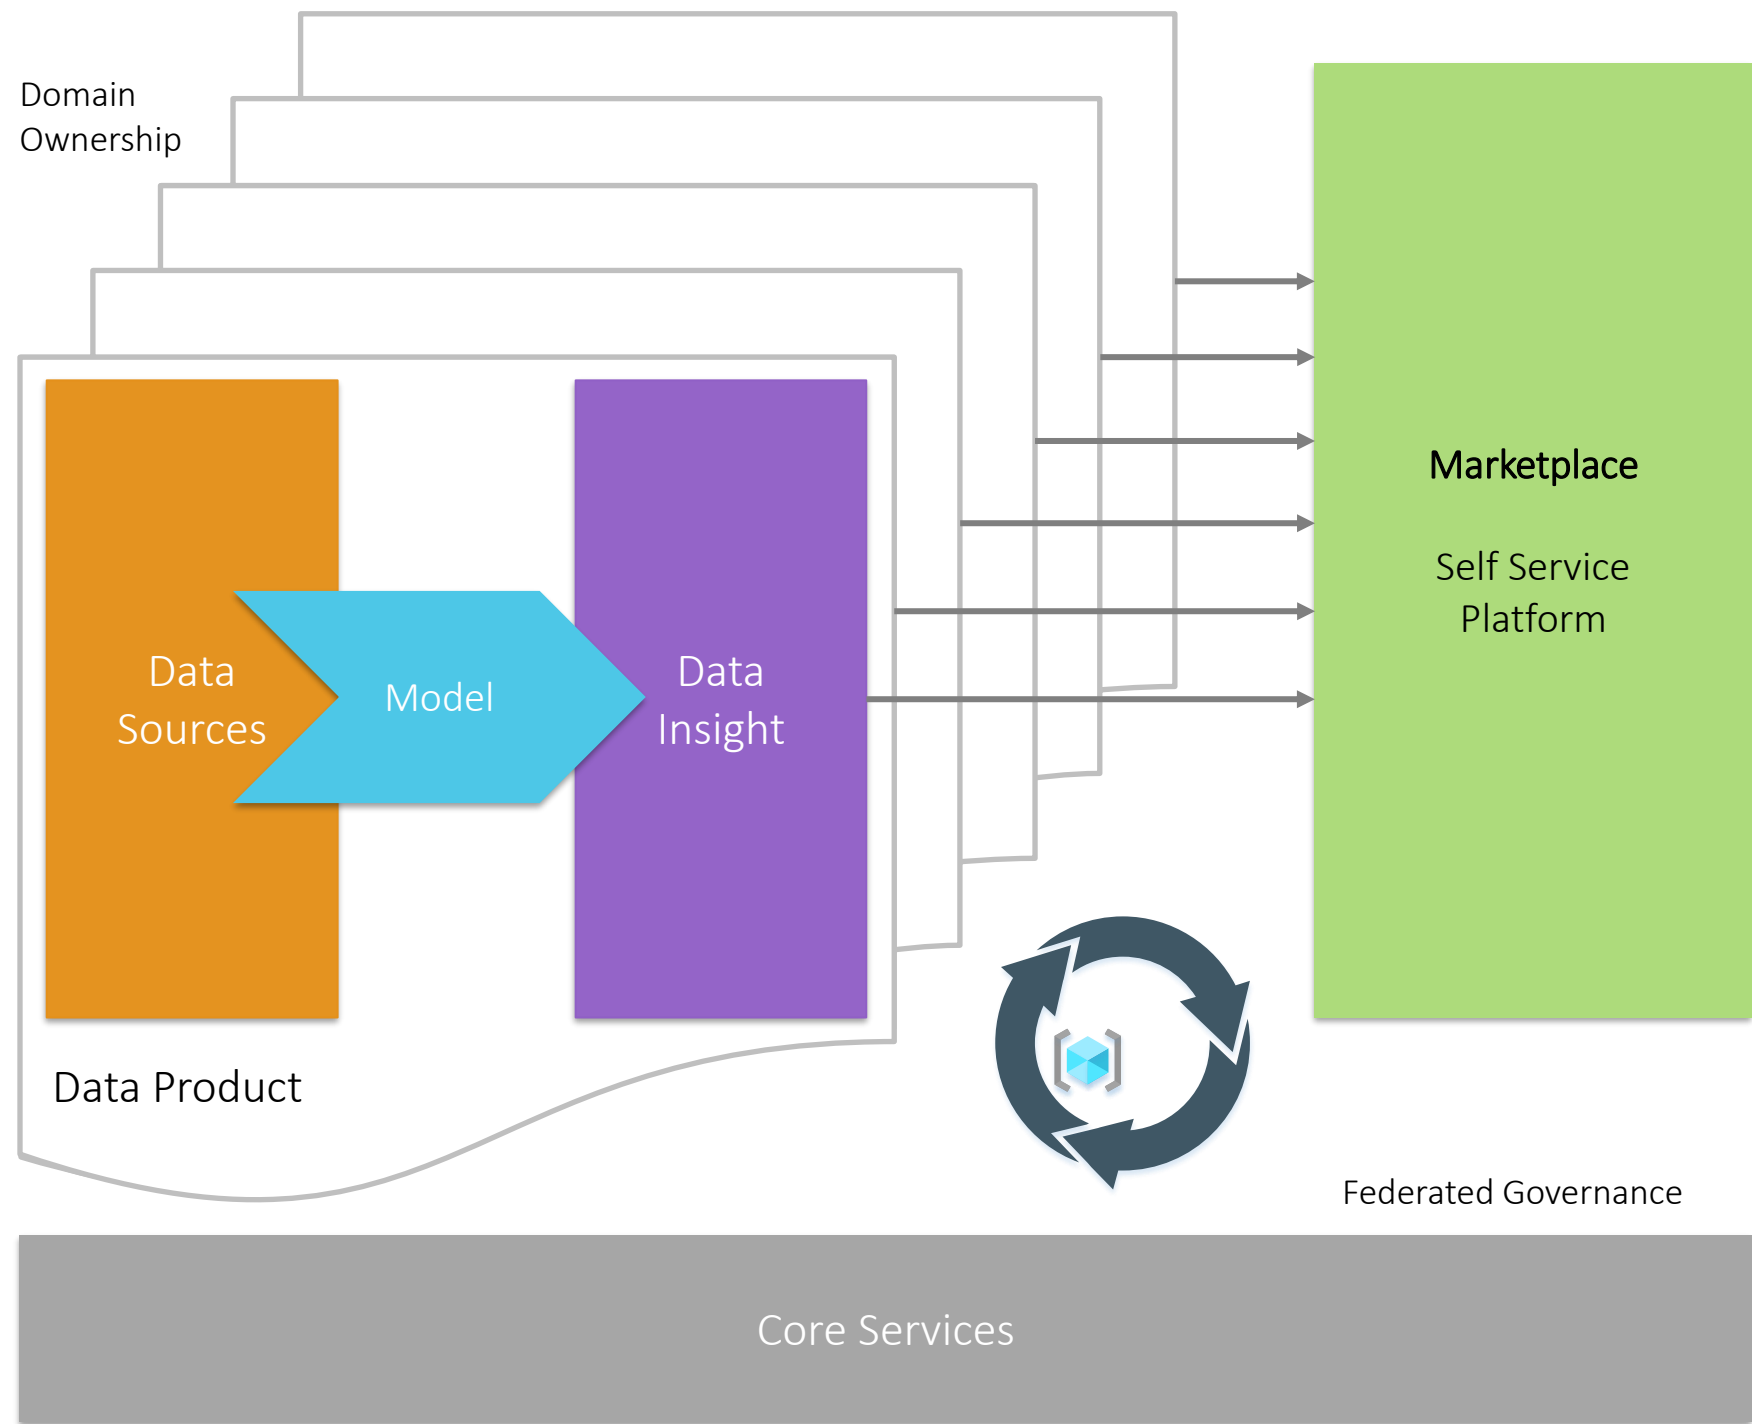 Domain
Ownership
Marketplace
Self Service
Platform
Data
Sources
Model
Data
Insight
Data Product
Federated Governance
Core Services